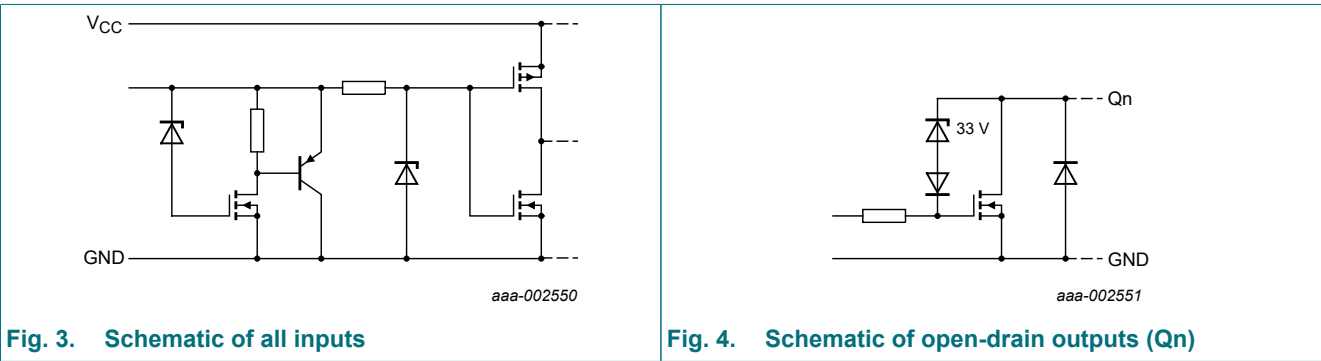 VCC
GND
aaa-002550
Fig. 3. Schematic of all inputs
Qn
33 V
GND
aaa-002551
Fig. 4. Schematic of open-drain outputs (Qn)